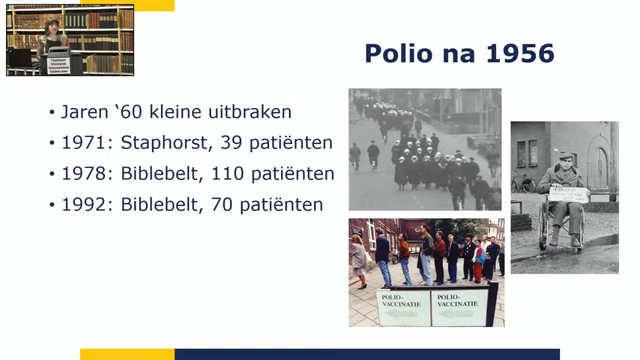 Polio na 1956
• Jaren ‘60 kleine uitbraken
• 1971: Staphorst, 39 patiënten
• 1978: Biblebelt, 110 patiënten
• 1992: Biblebelt, 70 patiënten
POLIO-
VACCINATIE
POLIO-
VACCINATIE